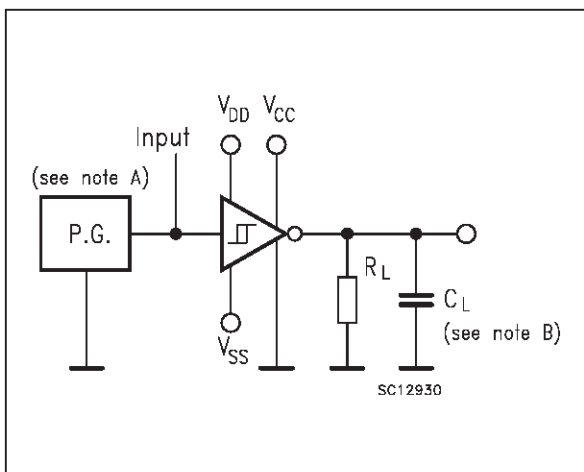 V_DD V_CC
Input
(see note A)
P.G.
R_L
C_L
(see note B)
V_SS
SC12930